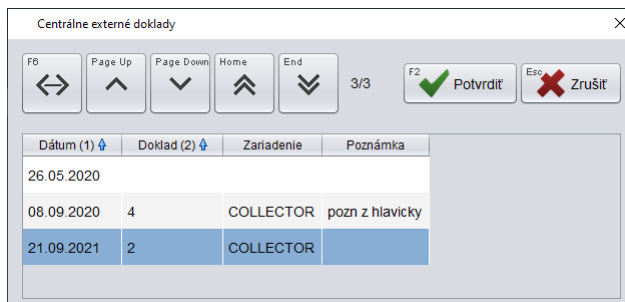 Centrálne externé doklady
F6 Page Up Page Down Home End 3/3 F2 Potvrdiť Esc Zrušiť
Dátum (1) Doklad (2) Zariadenie Poznámka
26.05.2020
08.09.2020 4 COLLECTOR pozn z hlavicky
21.09.2021 2 COLLECTOR